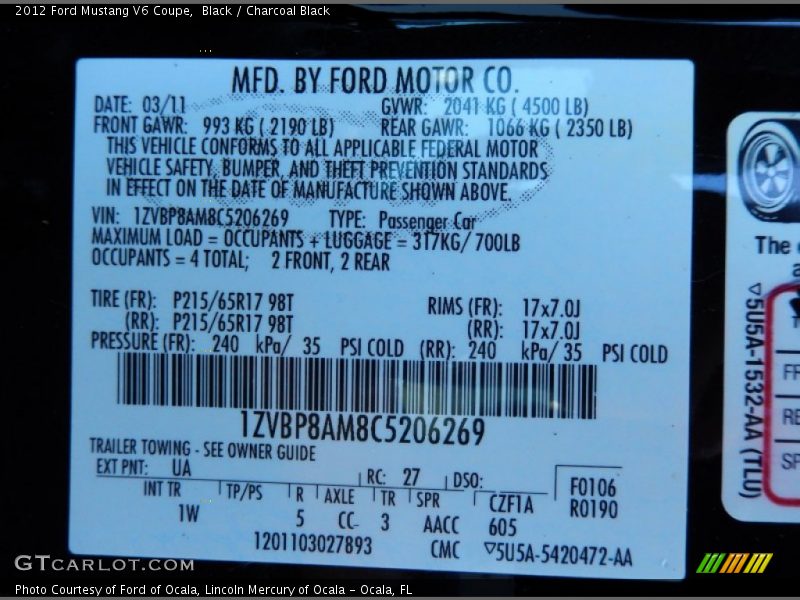 2012 Ford Mustang V6 Coupe,  Black / Charcoal Black
MFD. BY FORD MOTOR CO.
DATE: 03/11 GVWR: 2041 KG ( 4500 LB)
FRONT GAWR: 993 KG ( 2190 LB) REAR GAWR: 1066 KG ( 2350 LB)
THIS VEHICLE CONFORMS TO ALL APPLICABLE FEDERAL MOTOR
VEHICLE SAFETY, BUMPER, AND THEFT PREVENTION STANDARDS
IN EFFECT ON THE DATE OF MANUFACTURE SHOWN ABOVE.
VIN: 1ZVBP8AM8C5206269 TYPE: Passenger Car
MAXIMUM LOAD = OCCUPANTS + LUGGAGE = 317KG/ 700LB
OCCUPANTS = 4 TOTAL; 2 FRONT, 2 REAR
TIRE (FR): P215/65R17 98T RIMS (FR): 17x7.0J
(RR): P215/65R17 98T (RR): 17x7.0J
PRESSURE (FR): 240 kPa/ 35 PSI COLD (RR): 240 kPa/ 35 PSI COLD
1ZVBP8AM8C5206269
TRAILER TOWING - SEE OWNER GUIDE
EXT PNT: UA RC: 27 DSO: F0106
INT TR TP/PS R AXLE TR SPR CZF1A R0190
1W 5 CC- 3 AACC 605
1201103027893 CMC ▽5U5A-5420472-AA
The
▽5U5A-1532-AA (TLU)
GTCARLOT.COM
Photo Courtesy of Ford of Ocala, Lincoln Mercury of Ocala – Ocala, FL